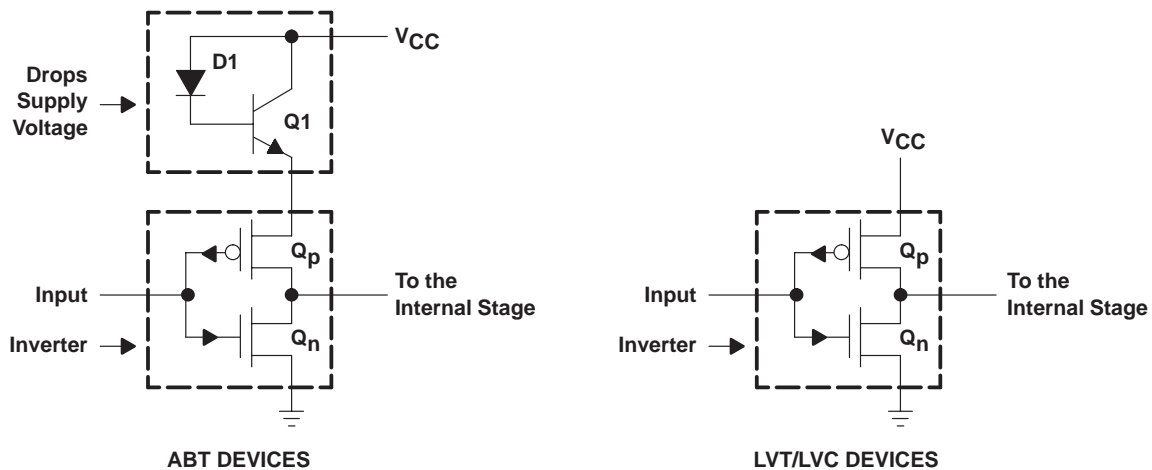 D1
VCC
Drops
Supply
Voltage
Q1
Qp
Input
To the
Internal Stage
Inverter
Qn
ABT DEVICES
VCC
Qp
Input
To the
Internal Stage
Inverter
Qn
LVT/LVC DEVICES